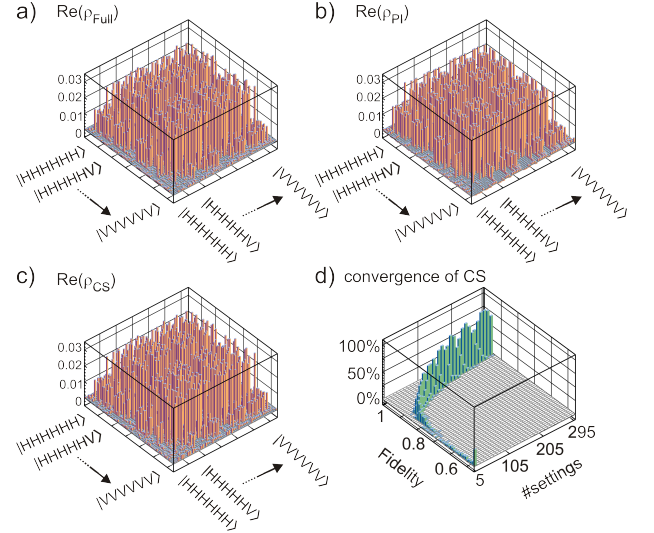 a) Re(ρFull)
0.03
0.02
0.01
0
|HHHHHH⟩
|HHHHHV⟩
|VVVVVV⟩
|HHHHHH⟩
|HHHHHV⟩
|VVVVVV⟩
b) Re(ρPI)
0.03
0.02
0.01
0
|HHHHHH⟩
|HHHHHV⟩
|VVVVVV⟩
|HHHHHH⟩
|HHHHHV⟩
|VVVVVV⟩
c) Re(ρCS)
0.03
0.02
0.01
0
|HHHHHH⟩
|HHHHHV⟩
|VVVVVV⟩
|HHHHHH⟩
|HHHHHV⟩
|VVVVVV⟩
d) convergence of CS
100%
50%
0%
1
0.8
0.6
Fidelity
5
105
205
295
#settings